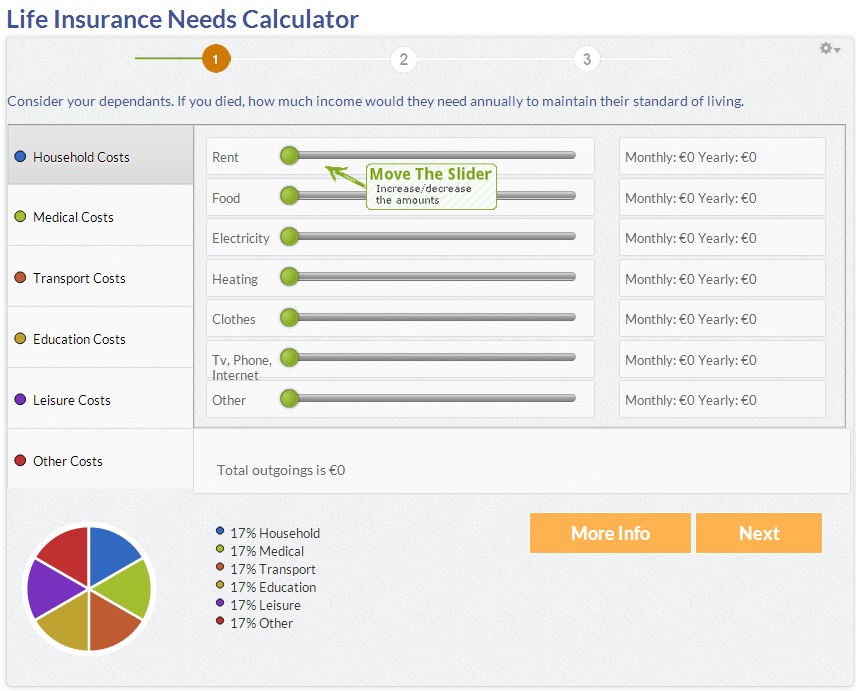 Life Insurance Needs Calculator
1 2 3
Consider your dependants. If you died, how much income would they need annually to maintain their standard of living.
Household Costs
Medical Costs
Transport Costs
Education Costs
Leisure Costs
Other Costs
Rent Monthly: €0 Yearly: €0
Move The Slider
Increase/decrease
the amounts
Food Monthly: €0 Yearly: €0
Electricity Monthly: €0 Yearly: €0
Heating Monthly: €0 Yearly: €0
Clothes Monthly: €0 Yearly: €0
Tv, Phone, Monthly: €0 Yearly: €0
Internet
Other Monthly: €0 Yearly: €0
Total outgoings is €0
17% Household
17% Medical
17% Transport
17% Education
17% Leisure
17% Other
More Info Next